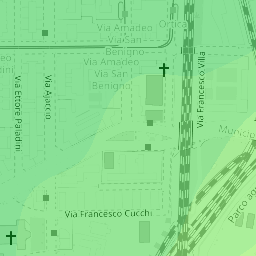 Via Amadeo
Via San
Benigno
Ortica
Via Amadeo
Via San
Benigno
Via Ettore Paladini
Via Ajaccio
Via Francesco Villa
Via Francesco Cucchi